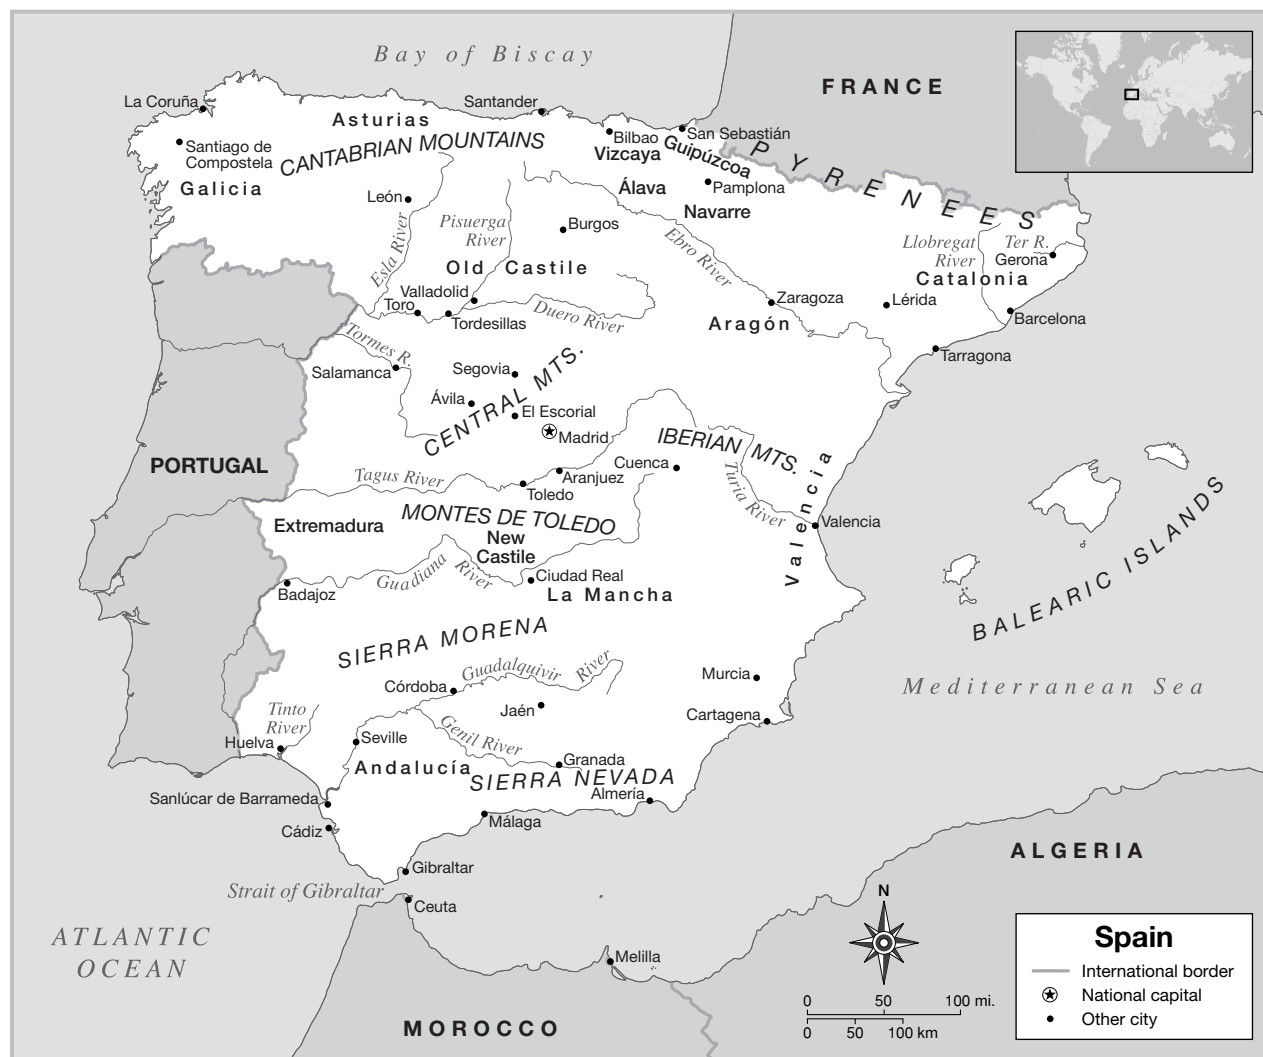 Bay of Biscay
FRANCE
La Coruña
Santander
Asturias
Bilbao
San Sebastián
Santiago de
Compostela
CANTABRIAN MOUNTAINS
Vizcaya
Guipúzcoa
PYRENEES
Galicia
Álava
Pamplona
León
Navarre
Pisuerga
River
Burgos
Esla River
Ebro River
Llobregat
River
Ter R.
Gerona
Old Castile
Catalonia
Valladolid
Toro
Zaragoza
Lérida
Tordesillas
Duero River
Aragón
Barcelona
Tormes R.
Tarragona
Salamanca
Segovia
CENTRAL MTS.
Ávila
El Escorial
Madrid
IBERIAN MTS.
PORTUGAL
Cuenca
Tagus River
Aranjuez
Toledo
Turia River
Valencia
Valencia
BALEARIC ISLANDS
Extremadura
MONTES DE TOLEDO
New
Castile
Guadiana River
Ciudad Real
Badajoz
La Mancha
SIERRA MORENA
Guadalquivir River
Murcia
Mediterranean Sea
Córdoba
Jaén
Cartagena
Tinto
River
Genil River
Huelva
Seville
Granada
Andalucía
SIERRA NEVADA
Almería
Sanlúcar de Barrameda
Málaga
Cádiz
ALGERIA
Gibraltar
Strait of Gibraltar
Ceuta
N
ATLANTIC
OCEAN
Melilla
MOROCCO
0 50 100 mi.
0 50 100 km
Spain
International border
National capital
Other city